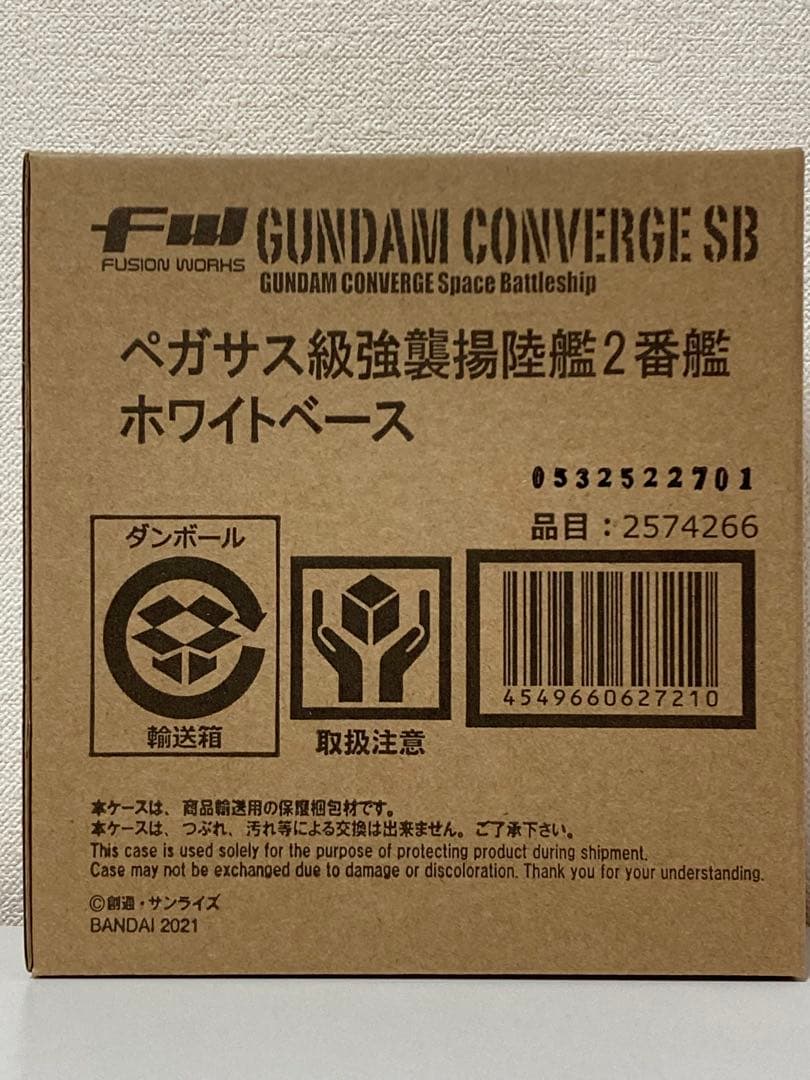 FW GUNDAM CONVERGE SB
FUSION WORKS
GUNDAM CONVERGE Space Battleship
ペガサス級強襲揚陸艦2番艦
ホワイトベース
0532522701
品目:2574266
ダンボール
輸送箱
取扱注意
4549660627210
本ケースは、商品輸送用の保護梱包材です。
本ケースは、つぶれ、汚れ等による交換は出来ません。ご了承下さい。
This case is used solely for the purpose of protecting product during shipment.
Case may not be exchanged due to damage or discoloration. Thank you for your understanding.
©創通・サンライズ
BANDAI 2021